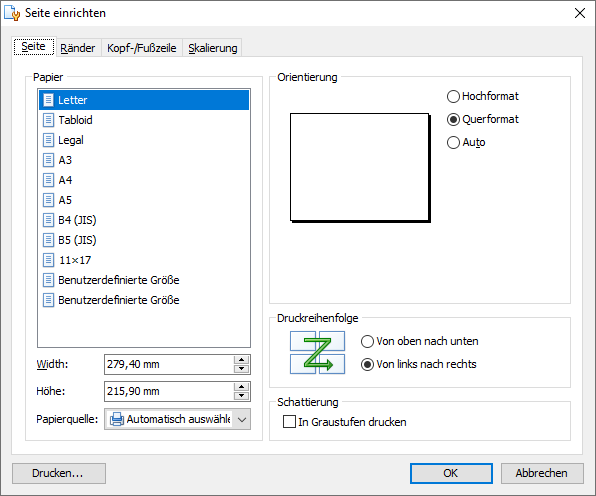 Seite einrichten
Seite
Ränder
Kopf-/Fußzeile
Skalierung
Papier
Letter
Tabloid
Legal
A3
A4
A5
B4 (JIS)
B5 (JIS)
11×17
Benutzerdefinierte Größe
Benutzerdefinierte Größe
Width: 279,40 mm
Höhe: 215,90 mm
Papierquelle: Automatisch auswähle
Orientierung
Hochformat
Querformat
Auto
Druckreihenfolge
Von oben nach unten
Von links nach rechts
Schattierung
In Graustufen drucken
Drucken...
OK
Abbrechen